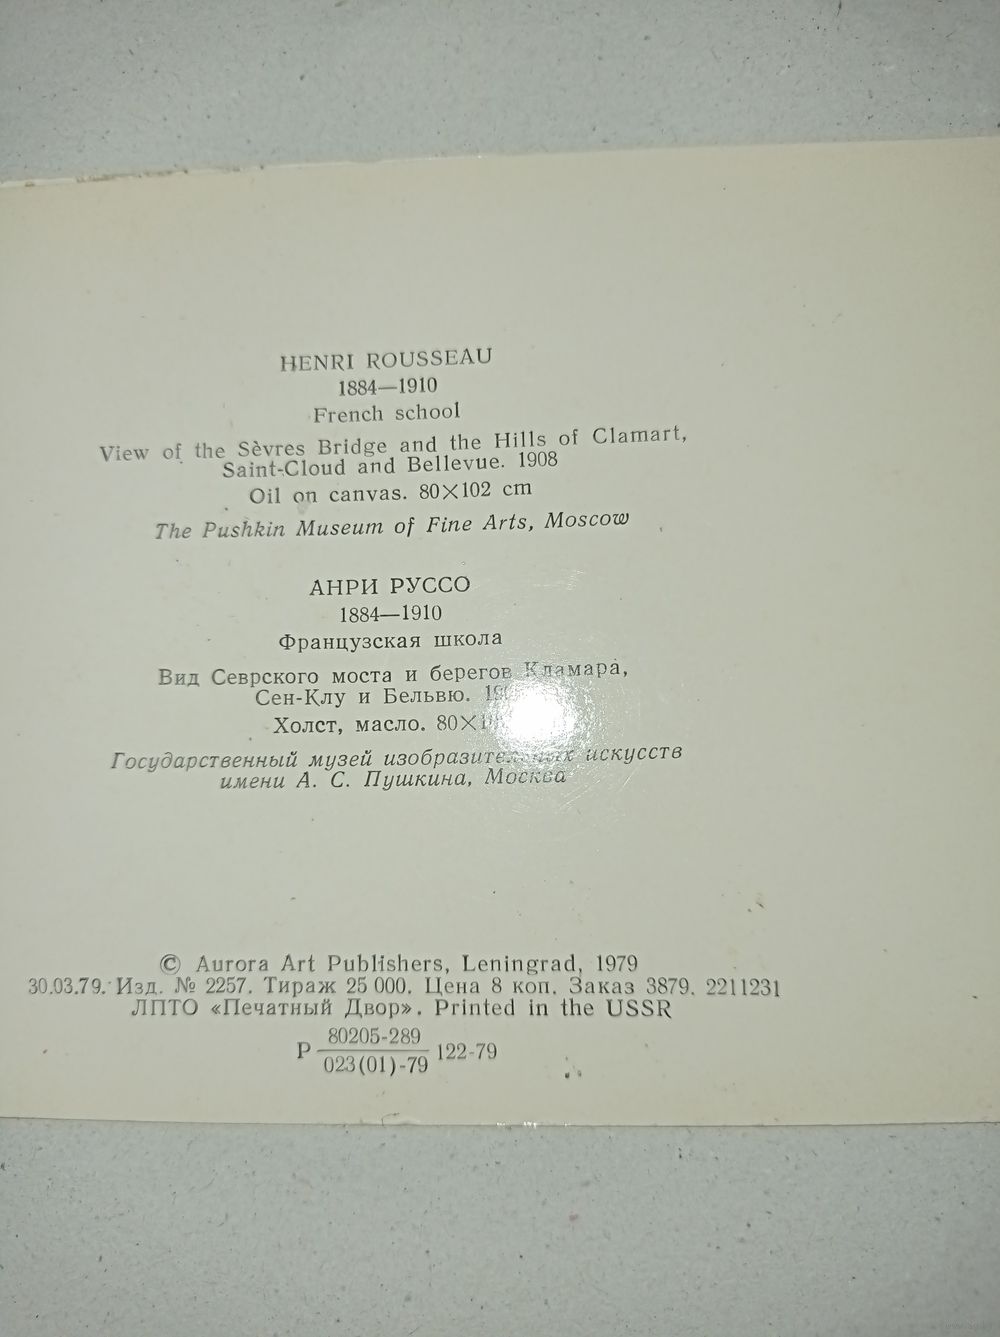 HENRI ROUSSEAU
1884—1910
French school
View of the Sèvres Bridge and the Hills of Clamart,
Saint-Cloud and Bellevue. 1908
Oil on canvas. 80×102 cm
The Pushkin Museum of Fine Arts, Moscow
АНРИ РУССО
1884—1910
Французская школа
Вид Севрского моста и берегов Кламара,
Сен-Клу и Бельвю.
Холст, масло.
Государственный музей изобразительных искусств
имени А. С. Пушкина, Москва
© Aurora Art Publishers, Leningrad, 1979
30.03.79. Изд. № 2257. Тираж 25 000. Цена 8 коп. Заказ 3879. 2211231
ЛПТО «Печатный Двор». Printed in the USSR
80205-289
Р 122-79
023(01)-79